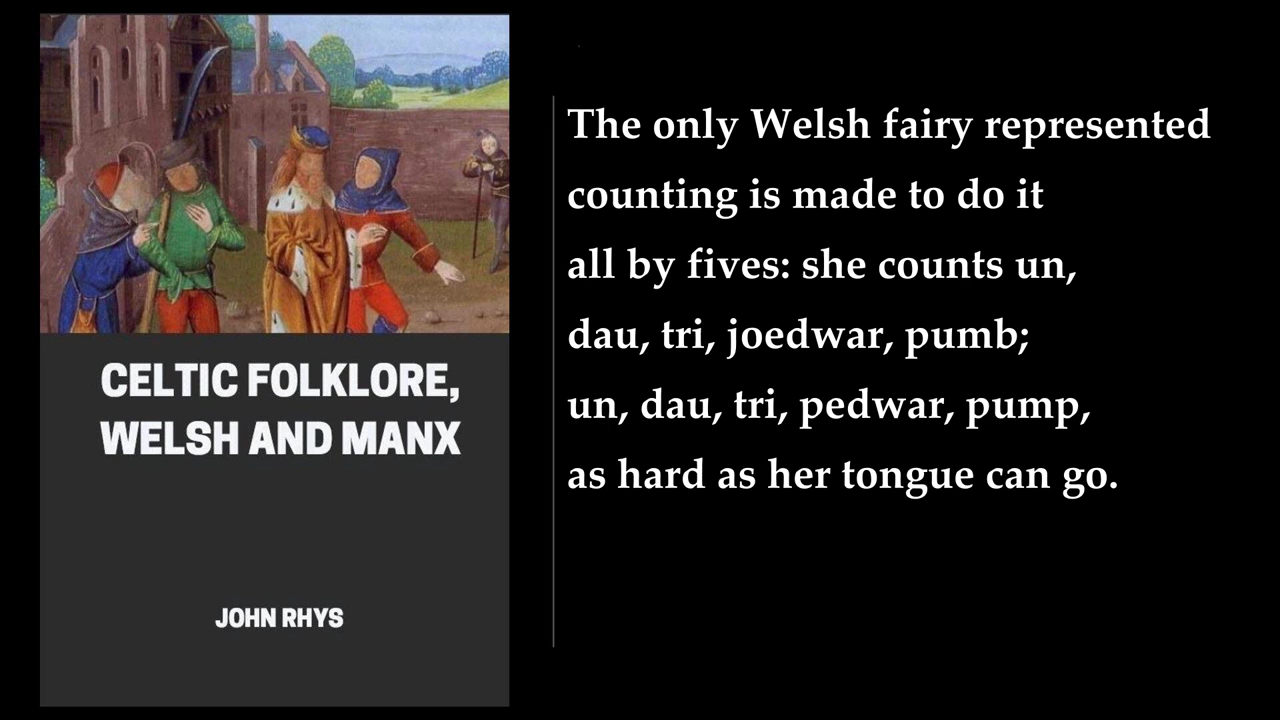 CELTIC FOLKLORE,
WELSH AND MANX
JOHN RHYS
The only Welsh fairy represented
counting is made to do it
all by fives: she counts un,
dau, tri, joedwar, pumb;
un, dau, tri, pedwar, pump,
as hard as her tongue can go.